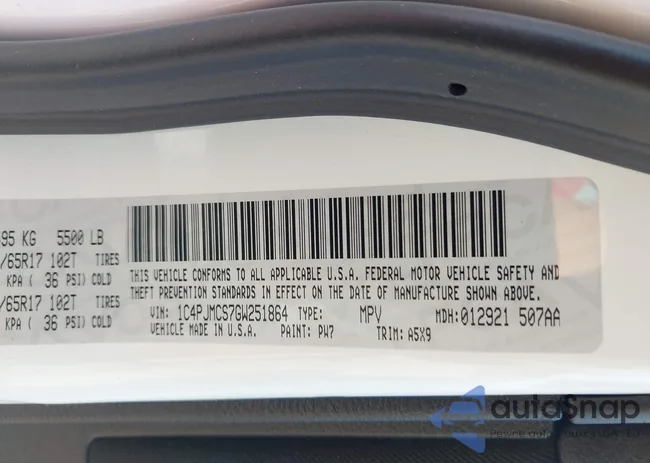 95 KG 5500 LB
/65R17 102T TIRES
KPA ( 36 PSI) COLD
/65R17 102T TIRES
KPA ( 36 PSI) COLD
THIS VEHICLE CONFORMS TO ALL APPLICABLE U.S.A. FEDERAL MOTOR VEHICLE SAFETY AND
THEFT PREVENTION STANDARDS IN EFFECT ON THE DATE OF MANUFACTURE SHOWN ABOVE.
VIN: 1C4PJMCS7GW251864 TYPE: MPV MDH: 012921 507AA
VEHICLE MADE IN U.S.A. PAINT: PW7 TRIM: A5X9
autoSnap